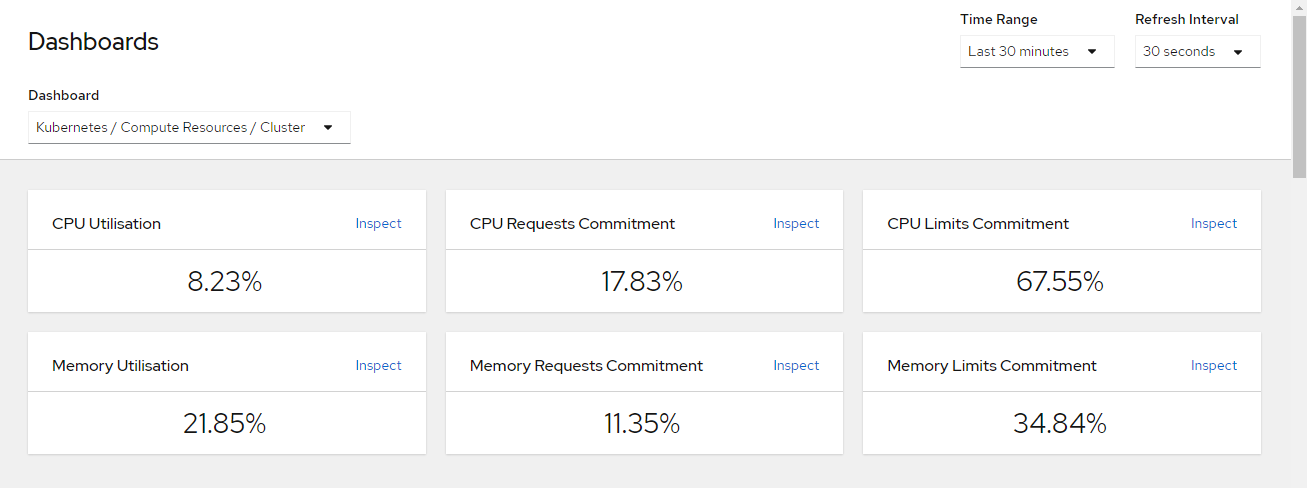 Dashboards
Time Range
Refresh Interval
Last 30 minutes
30 seconds
Dashboard
Kubernetes / Compute Resources / Cluster
CPU Utilisation Inspect
CPU Requests Commitment Inspect
CPU Limits Commitment Inspect
8.23%
17.83%
67.55%
Memory Utilisation Inspect
Memory Requests Commitment Inspect
Memory Limits Commitment Inspect
21.85%
11.35%
34.84%